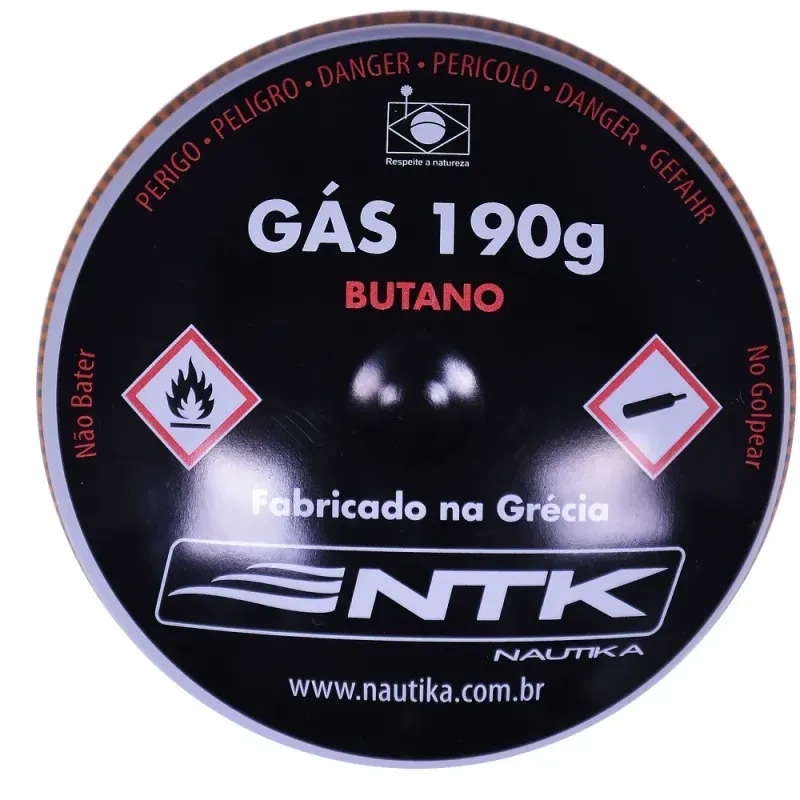 PERIGO • PELIGRO • DANGER • PERICOLO • DANGER • GEFAHR
Respeite a natureza
GÁS 190g
BUTANO
Não Bater
No Golpear
Fabricado na Grécia
NTK
NAUTIKA
www.nautika.com.br